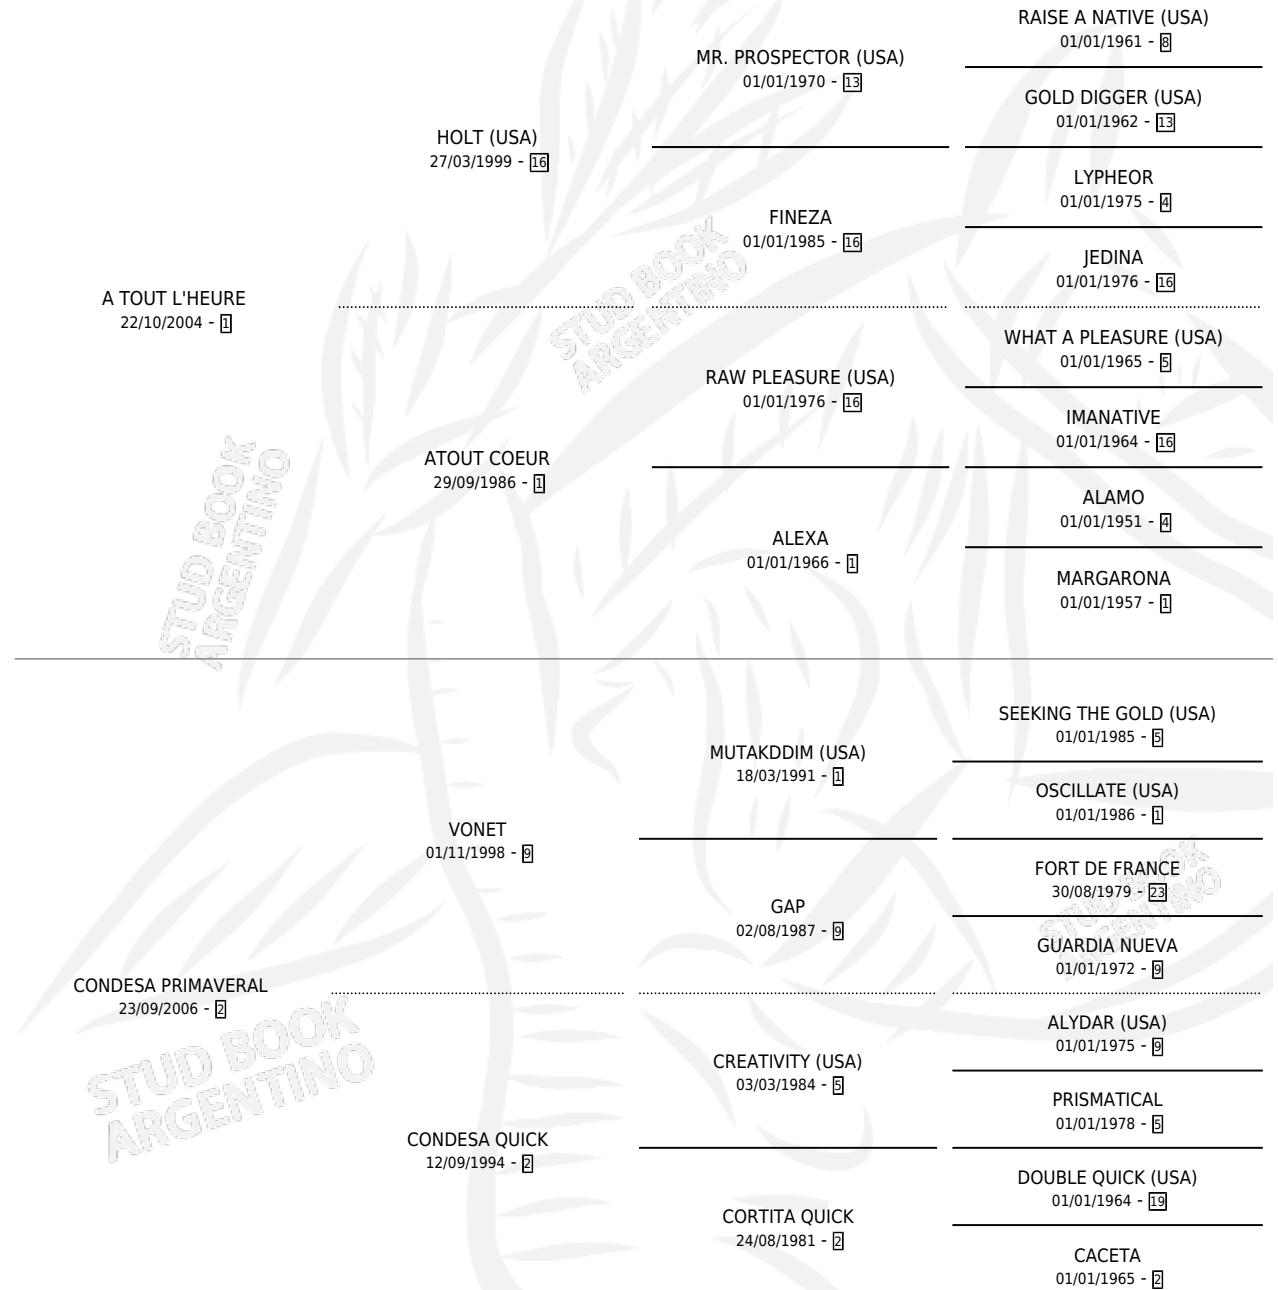 RAISE A NATIVE (USA)
01/01/1961 - 8
MR. PROSPECTOR (USA)
01/01/1970 - 13
GOLD DIGGER (USA)
01/01/1962 - 13
HOLT (USA)
27/03/1999 - 16
LYPHEOR
01/01/1975 - 4
FINEZA
01/01/1985 - 16
JEDINA
01/01/1976 - 16
A TOUT L'HEURE
22/10/2004 - 1
STUD BOOK
ARGENTINO
WHAT A PLEASURE (USA)
01/01/1965 - 5
RAW PLEASURE (USA)
01/01/1976 - 16
IMANATIVE
01/01/1964 - 16
ATOUT COEUR
29/09/1986 - 1
ALAMO
01/01/1951 - 4
ALEXA
01/01/1966 - 1
MARGARONA
01/01/1957 - 1
STUD BOOK
ARGENTINO
SEEKING THE GOLD (USA)
01/01/1985 - 5
MUTAKDDIM (USA)
18/03/1991 - 1
OSCILLATE (USA)
01/01/1986 - 1
VONET
01/11/1998 - 9
FORT DE FRANCE
30/08/1979 - 23
GAP
02/08/1987 - 9
STUD BOOK
ARGENTINO
GUARDIA NUEVA
01/01/1972 - 9
CONDESA PRIMAVERAL
23/09/2006 - 2
ALYDAR (USA)
01/01/1975 - 9
CREATIVITY (USA)
03/03/1984 - 5
STUD BOOK
ARGENTINO
PRISMATICAL
01/01/1978 - 5
CONDESA QUICK
12/09/1994 - 2
DOUBLE QUICK (USA)
01/01/1964 - 19
CORTITA QUICK
24/08/1981 - 2
CACETA
01/01/1965 - 2